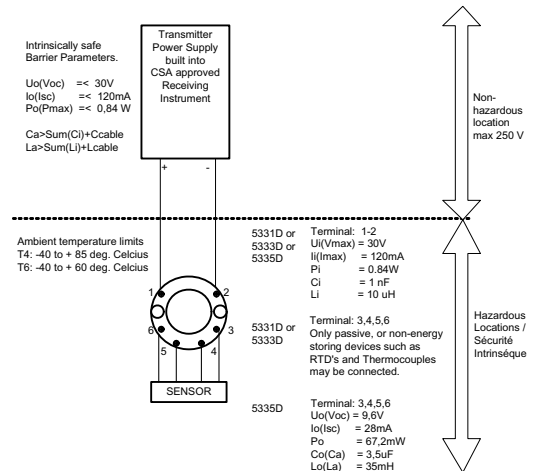 Transmitter
Power Supply
built into
CSA approved
Receiving
Instrument
Intrinsically safe
Barrier Parameters.
Uo(Voc) =< 30V
Io(Isc) =< 120mA
Po(Pmax) =< 0,84 W
Ca>Sum(Ci)+Ccable
La>Sum(Li)+Lcable
+ -
Non-
hazardous
location
max 250 V
Ambient temperature limits
T4: -40 to + 85 deg. Celcius
T6: -40 to + 60 deg. Celcius
5331D or
5333D or
5335D
Terminal: 1-2
Ui(Vmax) = 30V
Ii(Imax) = 120mA
Pi = 0.84W
Ci = 1 nF
Li = 10 uH
1 2
6 3
5 4
SENSOR
5331D or
5333D
Terminal: 3,4,5,6
Only passive, or non-energy
storing devices such as
RTD's and Thermocouples
may be connected.
Hazardous
Locations /
Sécurité
Intrinséque
5335D
Terminal: 3,4,5,6
Uo(Voc) = 9,6V
Io(Isc) = 28mA
Po = 67,2mW
Co(Ca) = 3,5uF
Lo(La) = 35mH